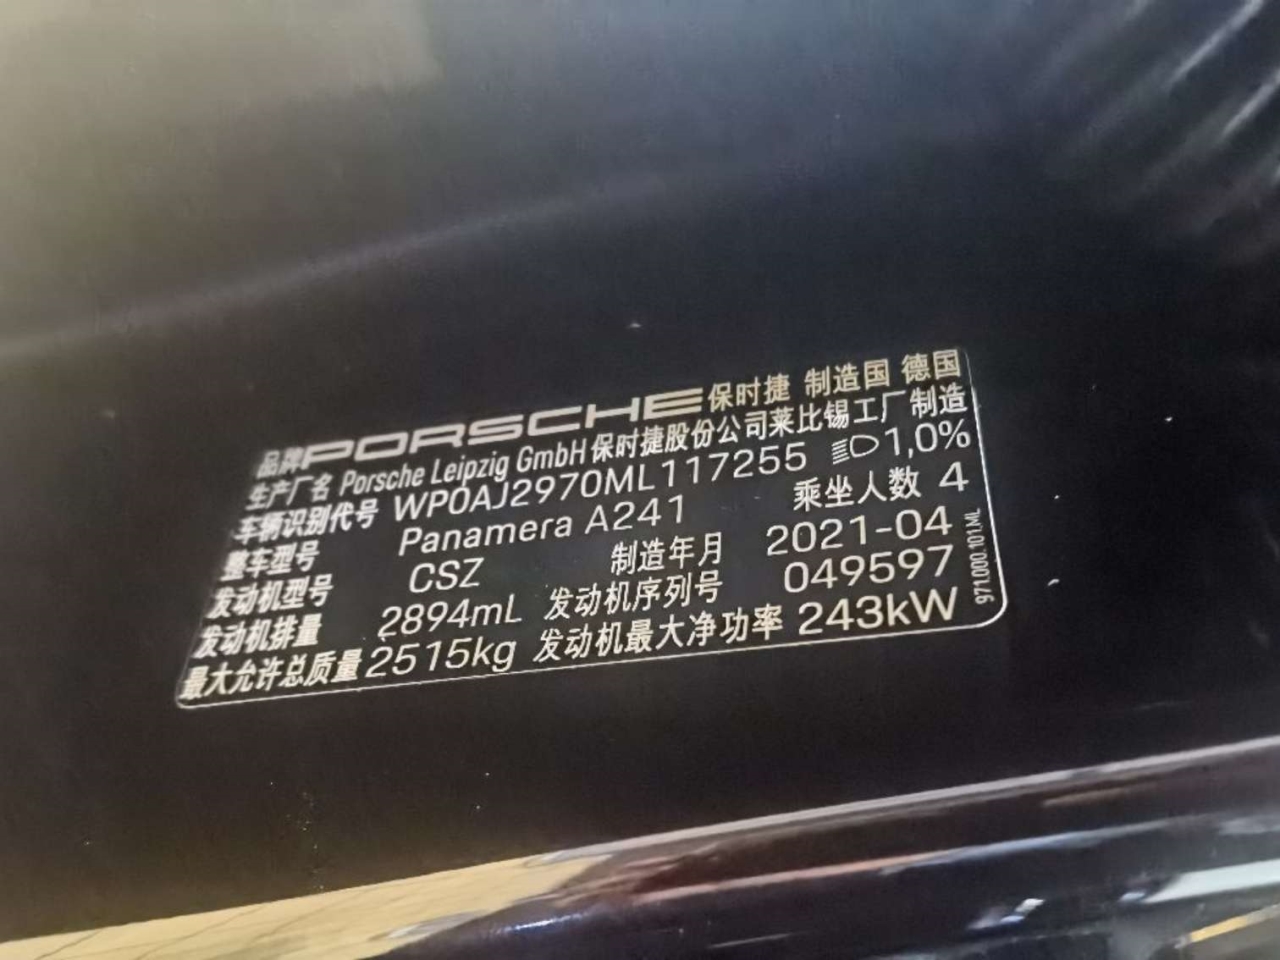 品牌 PORSCHE 保时捷 制造国 德国
生产厂名 Porsche Leipzig GmbH 保时捷股份公司莱比锡工厂制造
车辆识别代号 WP0AJ2970ML117255 1,0%
整车型号 Panamera A241 乘坐人数 4
发动机型号 CSZ 制造年月 2021-04
发动机排量 2894mL 发动机序列号 049597
最大允许总质量 2515kg 发动机最大净功率 243kW
971.000.101.ML